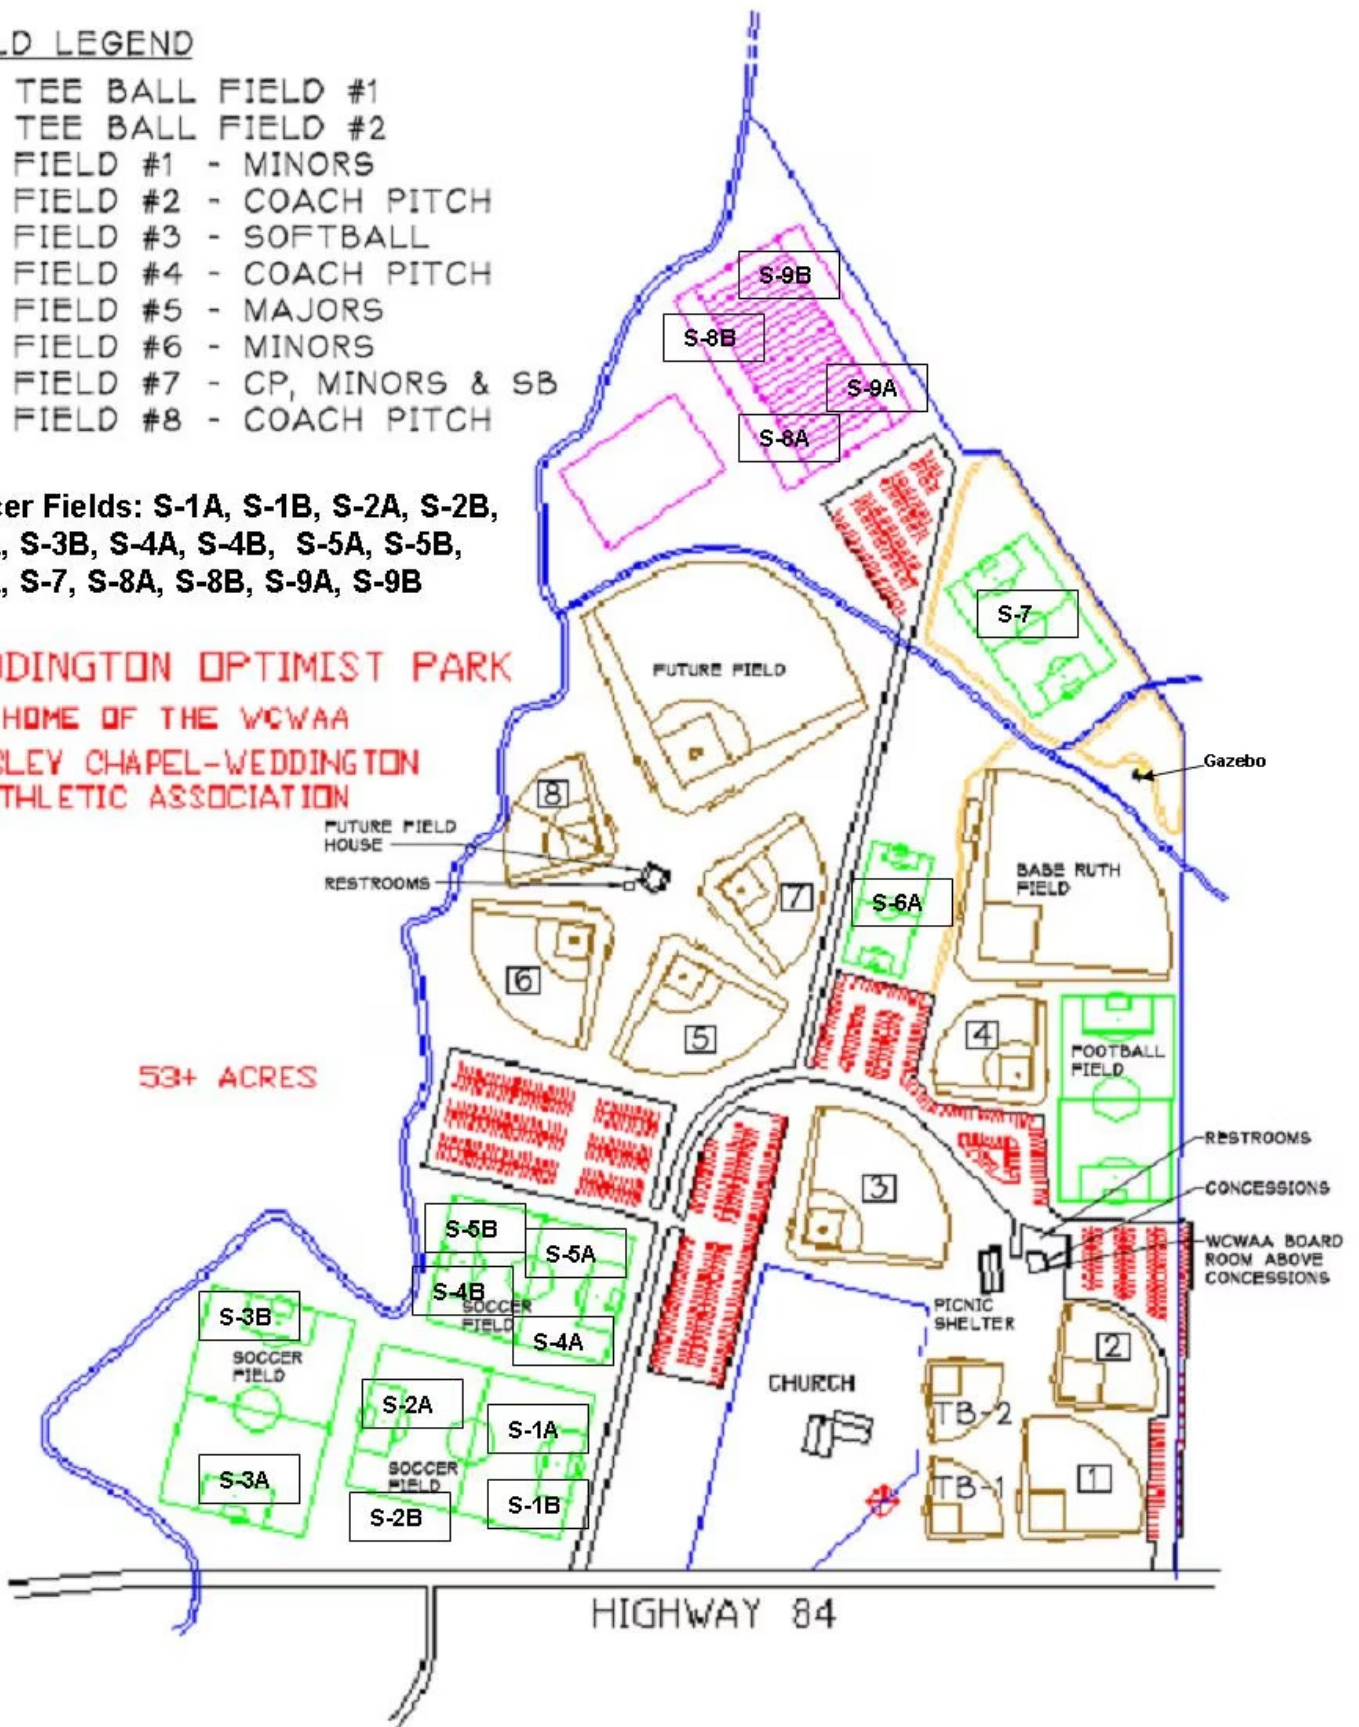 LD LEGEND
TEE BALL FIELD #1
TEE BALL FIELD #2
FIELD #1 - MINORS
FIELD #2 - COACH PITCH
FIELD #3 - SOFTBALL
FIELD #4 - COACH PITCH
FIELD #5 - MAJORS
FIELD #6 - MINORS
FIELD #7 - CP, MINORS & SB
FIELD #8 - COACH PITCH
cer Fields: S-1A, S-1B, S-2A, S-2B,
, S-3B, S-4A, S-4B, S-5A, S-5B,
, S-7, S-8A, S-8B, S-9A, S-9B
DDINGTON OPTIMIST PARK
HOME OF THE WCWAA
SLEY CHAPEL-WEDDINGTON
THLETIC ASSOCIATION
53+ ACRES
S-9B
S-8B
S-9A
S-8A
S-7
FUTURE FIELD
Gazebo
8
FUTURE FIELD
HOUSE
RESTROOMS
7
S-6A
BABE RUTH
FIELD
6
5
4
FOOTBALL
FIELD
RESTROOMS
CONCESSIONS
WCWAA BOARD
ROOM ABOVE
CONCESSIONS
3
S-5B
S-5A
S-4B
SOCCER
FIELD
S-4A
PICNIC
SHELTER
S-3B
SOCCER
FIELD
2
CHURCH
S-2A
S-1A
TB-2
S-3A
SOCCER
FIELD
S-1B
S-2B
TB-1
1
HIGHWAY 84